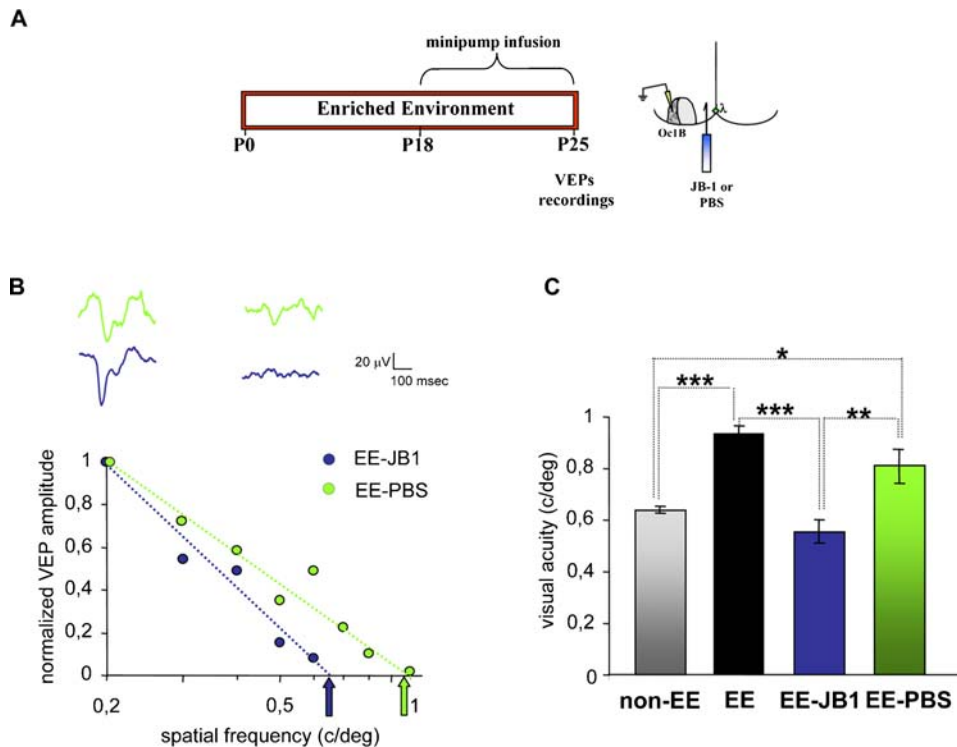 A
minipump infusion
Enriched Environment
P0
P18
P25
VEPs
recordings
Oc1B
λ
JB-1 or
PBS
B
20 µV
100 msec
EE-JB1
EE-PBS
normalized VEP amplitude
1
0,8
0,6
0,4
0,2
0
0,2
0,5
1
spatial frequency (c/deg)
C
*
***
***
**
visual acuity (c/deg)
1
0,8
0,6
0,4
0,2
0
non-EE
EE
EE-JB1
EE-PBS